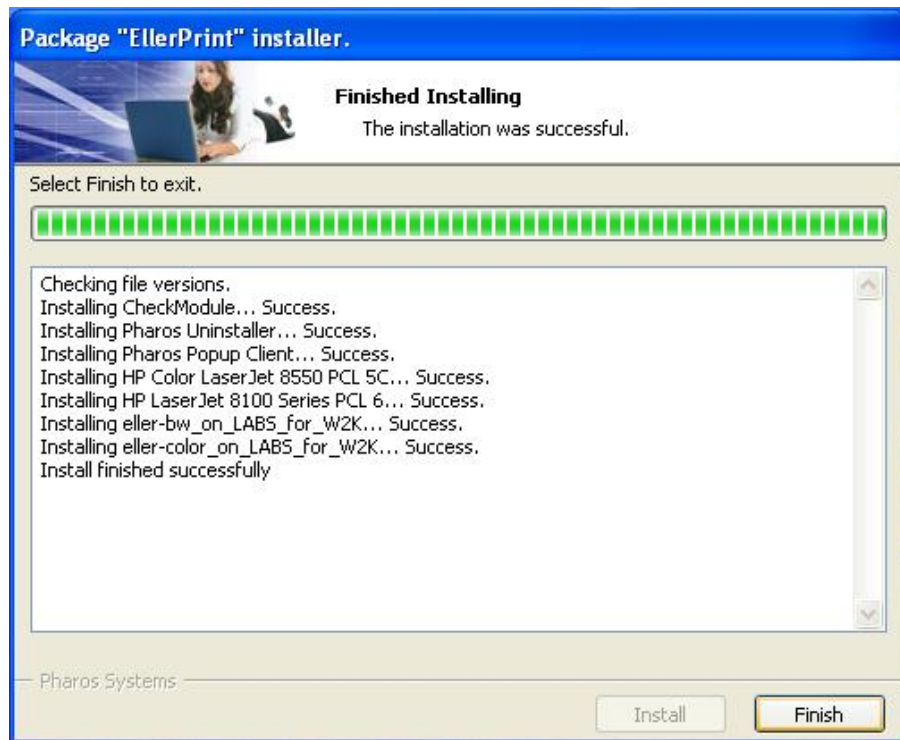 Package "EllerPrint" installer.
Finished Installing
The installation was successful.
Select Finish to exit.
Checking file versions.
Installing CheckModule... Success.
Installing Pharos Uninstaller... Success.
Installing Pharos Popup Client... Success.
Installing HP Color LaserJet 8550 PCL 5C... Success.
Installing HP LaserJet 8100 Series PCL 6... Success.
Installing eller-bw_on_LABS_for_W2K... Success.
Installing eller-color_on_LABS_for_W2K... Success.
Install finished successfully
Pharos Systems
Install
Finish